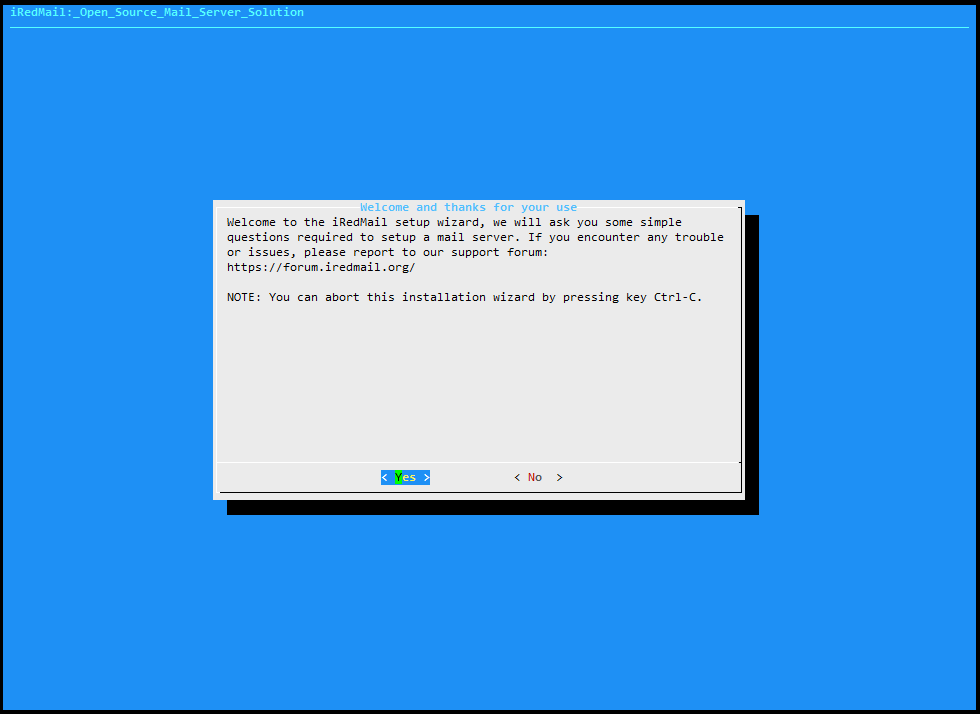 iRedMail:_Open_Source_Mail_Server_Solution
Welcome and thanks for your use
Welcome to the iRedMail setup wizard, we will ask you some simple
questions required to setup a mail server. If you encounter any trouble
or issues, please report to our support forum:
https://forum.iredmail.org/
NOTE: You can abort this installation wizard by pressing key Ctrl-C.
< Yes > < No >